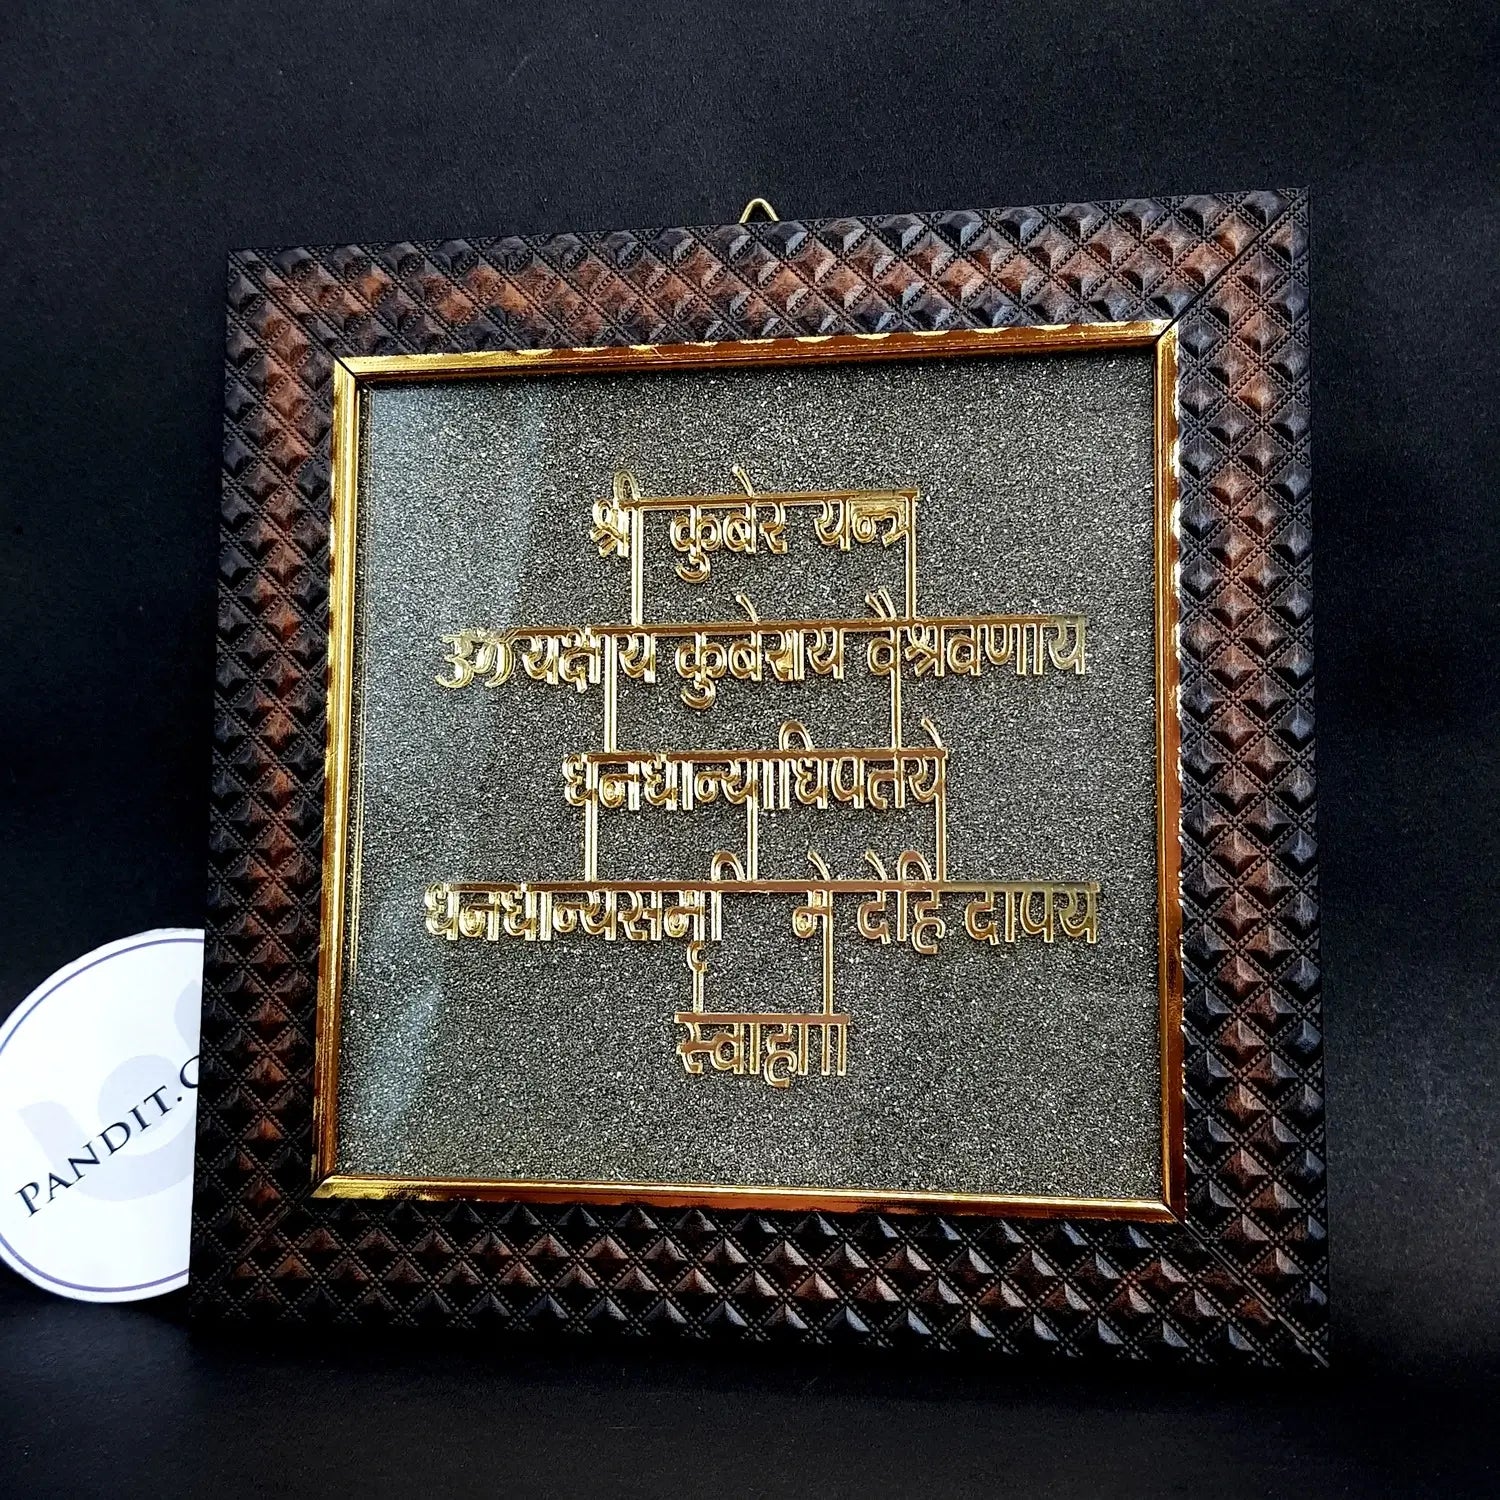 श्री कुबेर यन्त्र
ॐ यक्षाय कुबेराय वैश्रवणाय
धनधान्याधिपतये
धनधान्यसमृी मे देहि दापय
स्वाहा॥
PANDIT.C